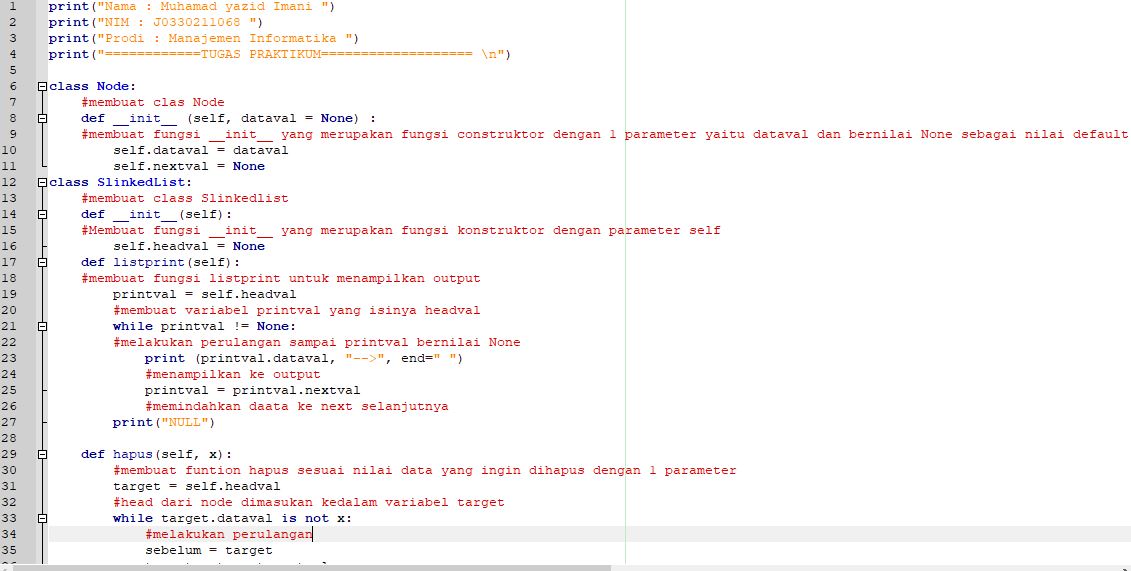 1 print("Nama : Muhamad yazid Imani ")
2 print("NIM : J0330211068 ")
3 print("Prodi : Manajemen Informatika ")
4 print("============TUGAS PRAKTIKUM=================== \n")
5
6 class Node:
7 #membuat clas Node
8 def __init__ (self, dataval = None) :
9 #membuat fungsi __init__ yang merupakan fungsi construktor dengan 1 parameter yaitu dataval dan bernilai None sebagai nilai default
10 self.dataval = dataval
11 self.nextval = None
12 class SlinkedList:
13 #membuat class Slinkedlist
14 def __init__(self):
15 #Membuat fungsi __init__ yang merupakan fungsi konstruktor dengan parameter self
16 self.headval = None
17 def listprint(self):
18 #membuat fungsi listprint untuk menampilkan output
19 printval = self.headval
20 #membuat variabel printval yang isinya headval
21 while printval != None:
22 #melakukan perulangan sampai printval bernilai None
23 print (printval.dataval, "-->", end=" ")
24 #menampilkan ke output
25 printval = printval.nextval
26 #memindahkan daata ke next selanjutnya
27 print("NULL")
28
29 def hapus(self, x):
30 #membuat funtion hapus sesuai nilai data yang ingin dihapus dengan 1 parameter
31 target = self.headval
32 #head dari node dimasukan kedalam variabel target
33 while target.dataval is not x:
34 #melakukan perulangan
35 sebelum = target